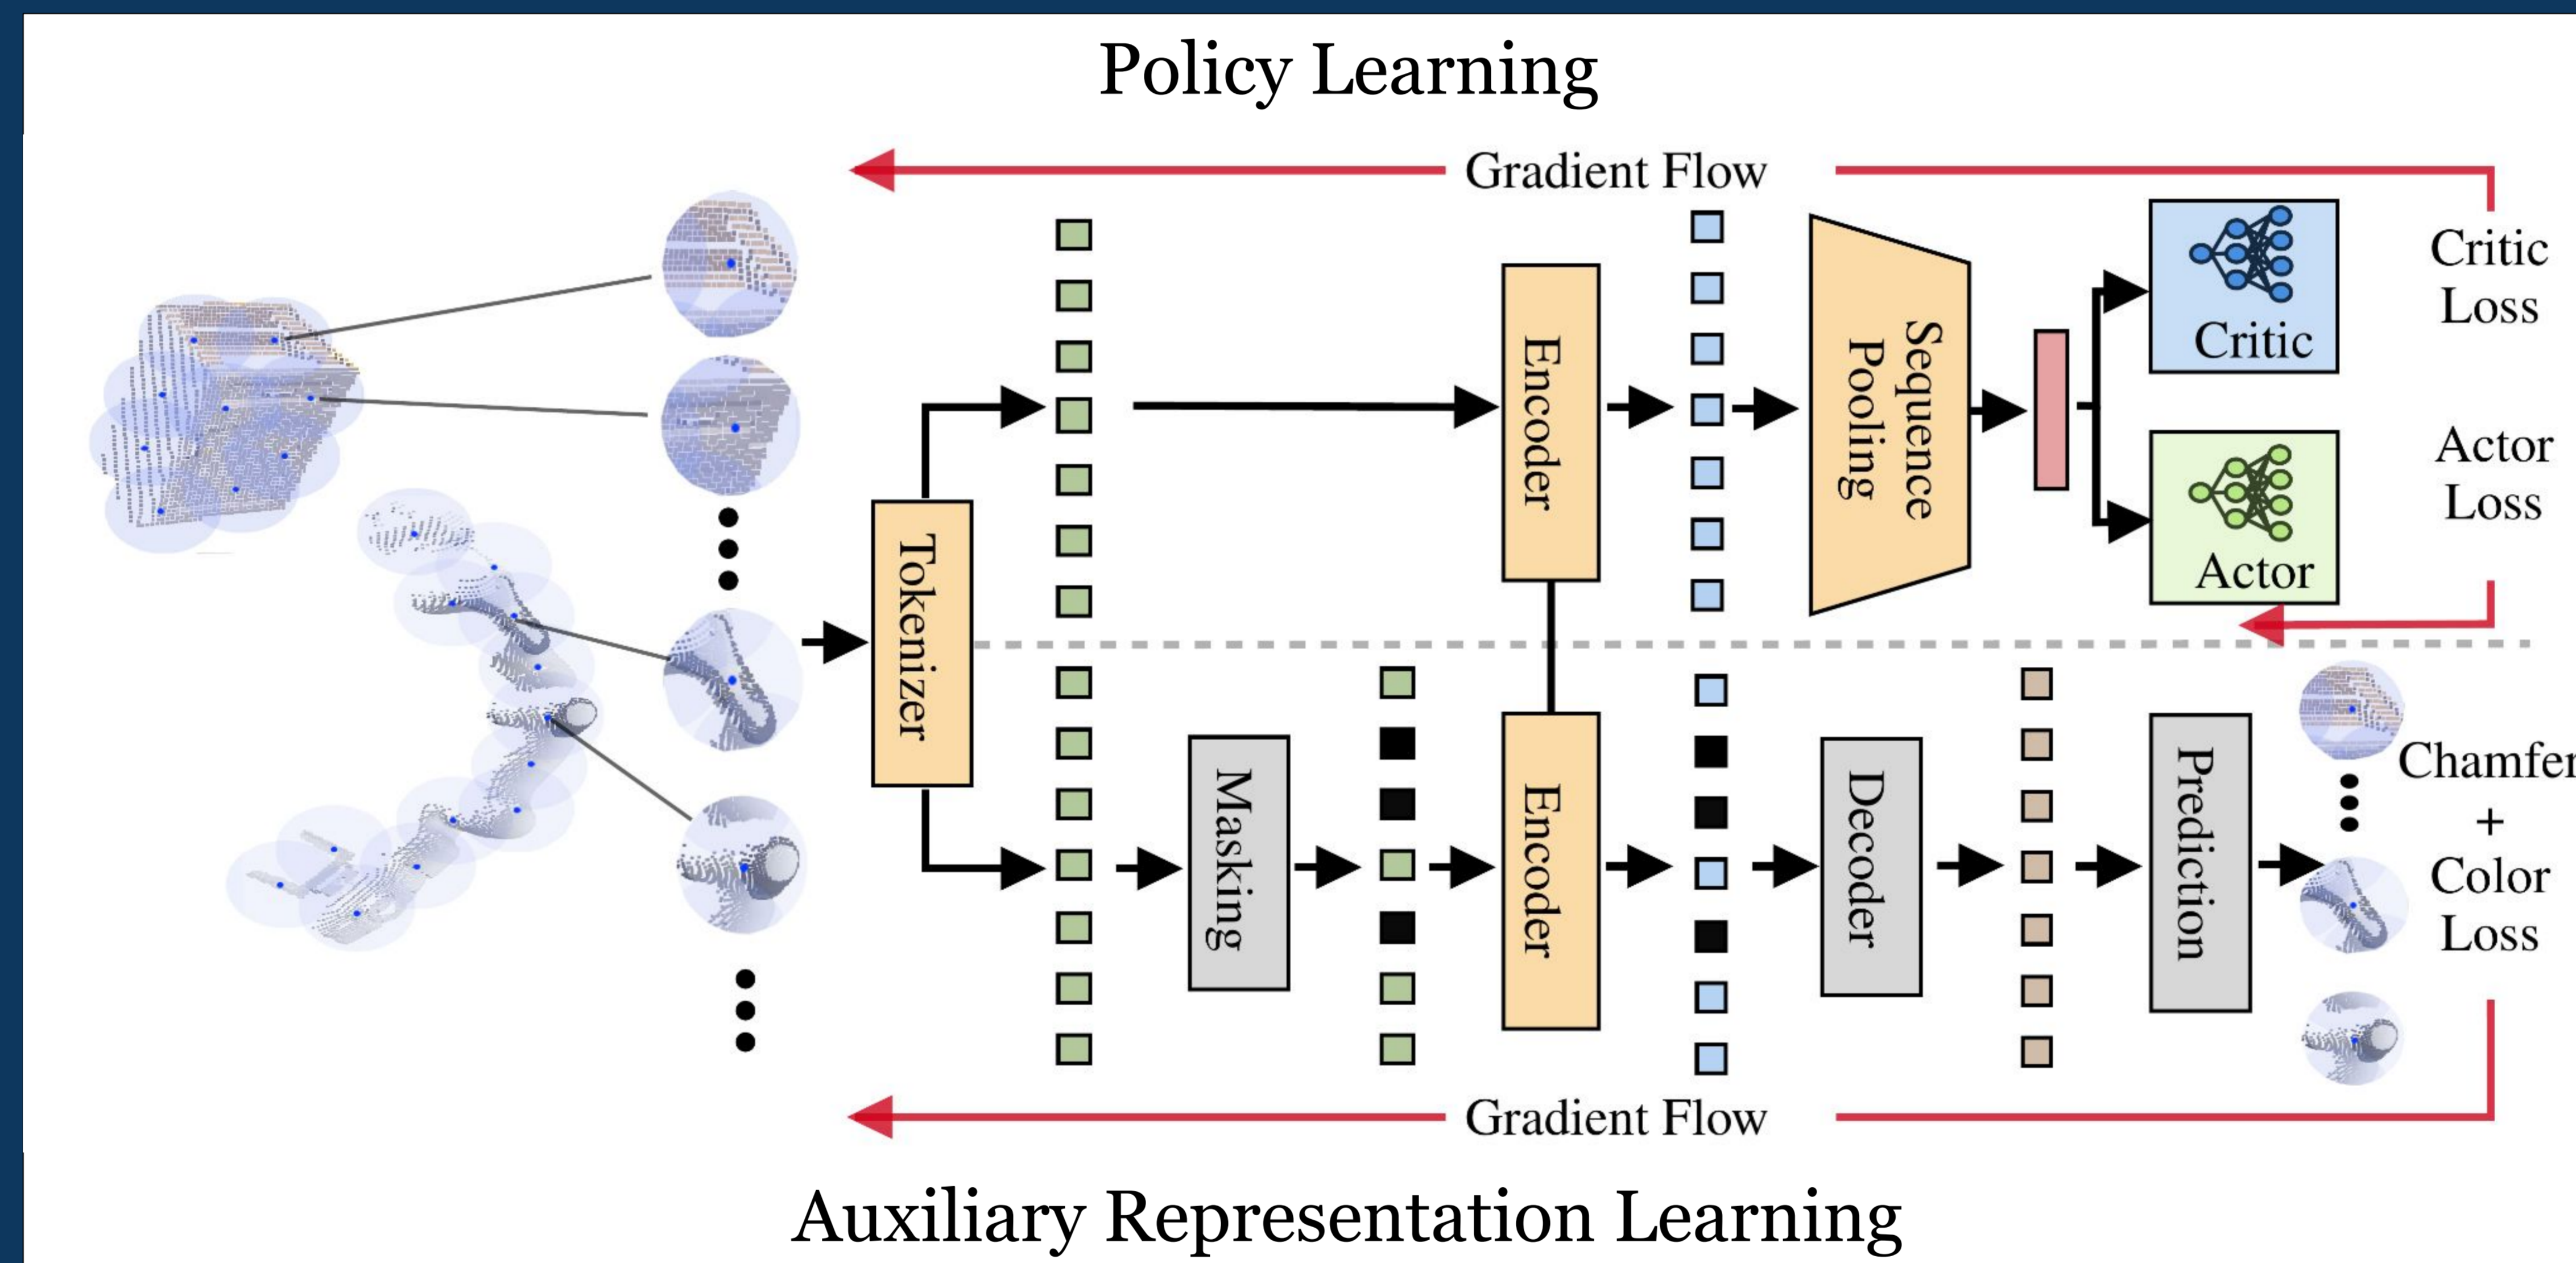 Policy Learning
Gradient Flow
Critic
Loss
Critic
Actor
Loss
Actor
Encoder
Sequence
Pooling
Tokenizer
Masking
Encoder
Decoder
Prediction
Chamfer
+
Color
Loss
Gradient Flow
Auxiliary Representation Learning